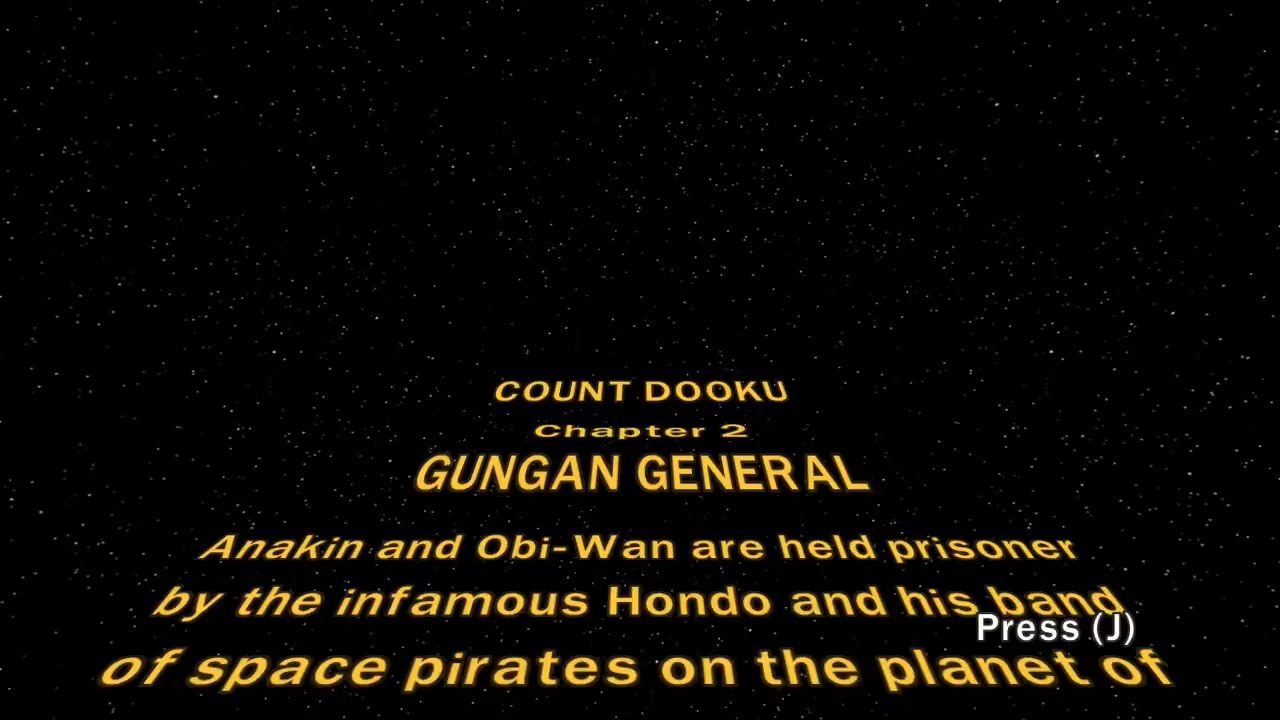 COUNT DOOKU
Chapter 2
GUNGAN GENERAL
Anakin and Obi-Wan are held prisoner
by the infamous Hondo and his band
Press (J)
of space pirates on the planet of